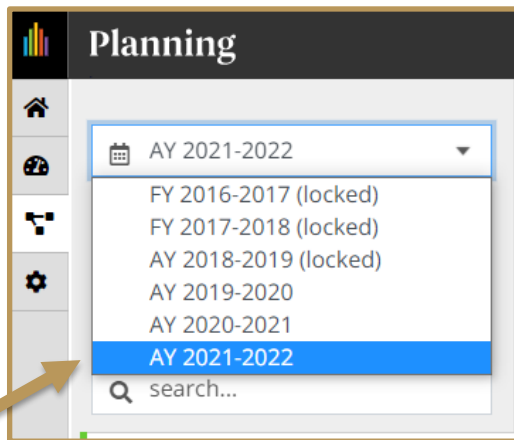 Planning
AY 2021-2022
FY 2016-2017 (locked)
FY 2017-2018 (locked)
AY 2018-2019 (locked)
AY 2019-2020
AY 2020-2021
AY 2021-2022
search...